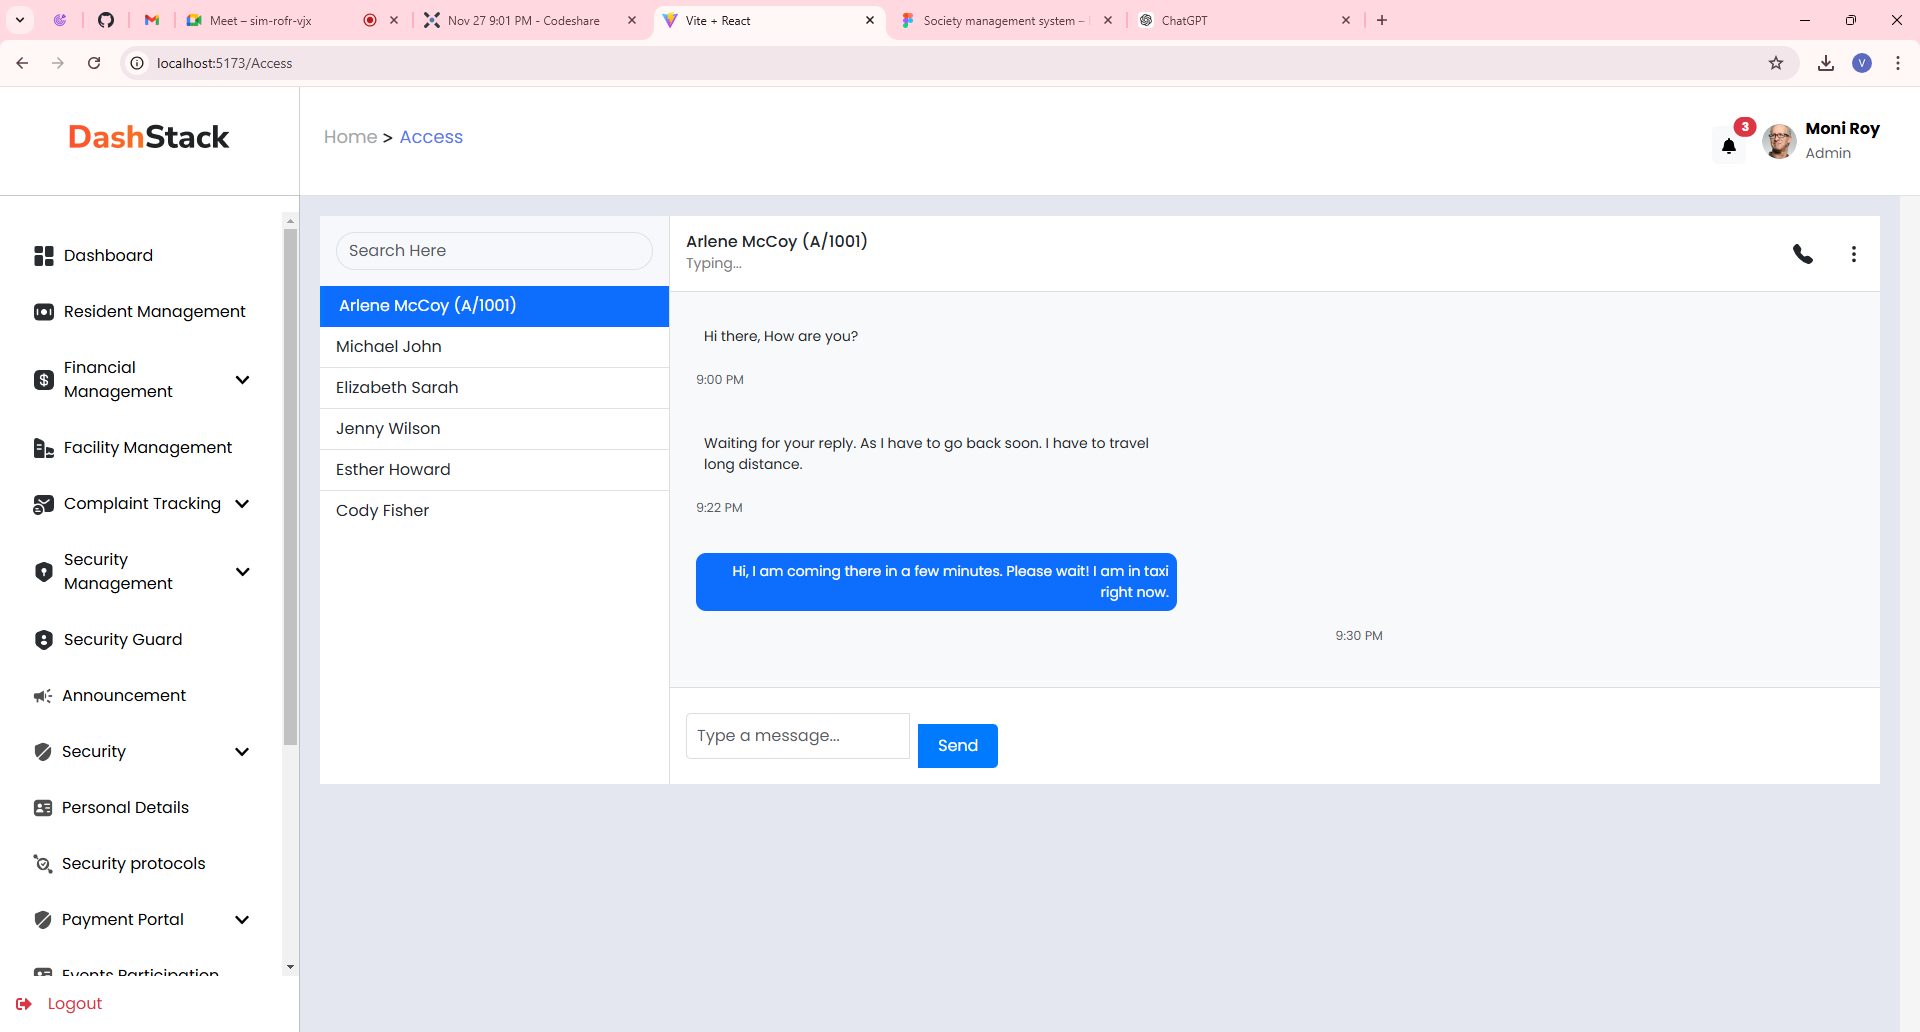 Meet – sim-rofr-vjx
Nov 27 9:01 PM - Codeshare
Vite + React
Society management system –
ChatGPT
localhost:5173/Access
DashStack
Home > Access
3
Moni Roy
Admin
Dashboard
Resident Management
Financial
Management
Facility Management
Complaint Tracking
Security
Management
Security Guard
Announcement
Security
Personal Details
Security protocols
Payment Portal
Events Participation
Logout
Search Here
Arlene McCoy (A/1001)
Michael John
Elizabeth Sarah
Jenny Wilson
Esther Howard
Cody Fisher
Arlene McCoy (A/1001)
Typing...
Hi there, How are you?
9:00 PM
Waiting for your reply. As I have to go back soon. I have to travel
long distance.
9:22 PM
Hi, I am coming there in a few minutes. Please wait! I am in taxi
right now.
9:30 PM
Type a message...
Send
V